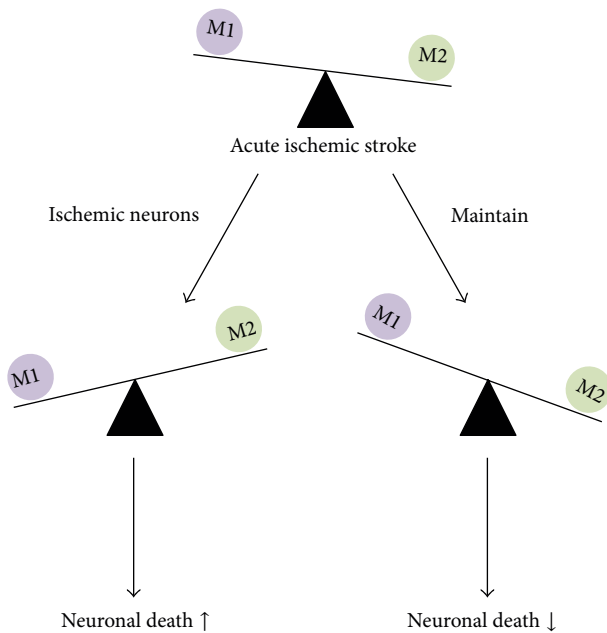 M1
M2
Acute ischemic stroke
Ischemic neurons
Maintain
M1
M2
M1
M2
Neuronal death ↑
Neuronal death ↓